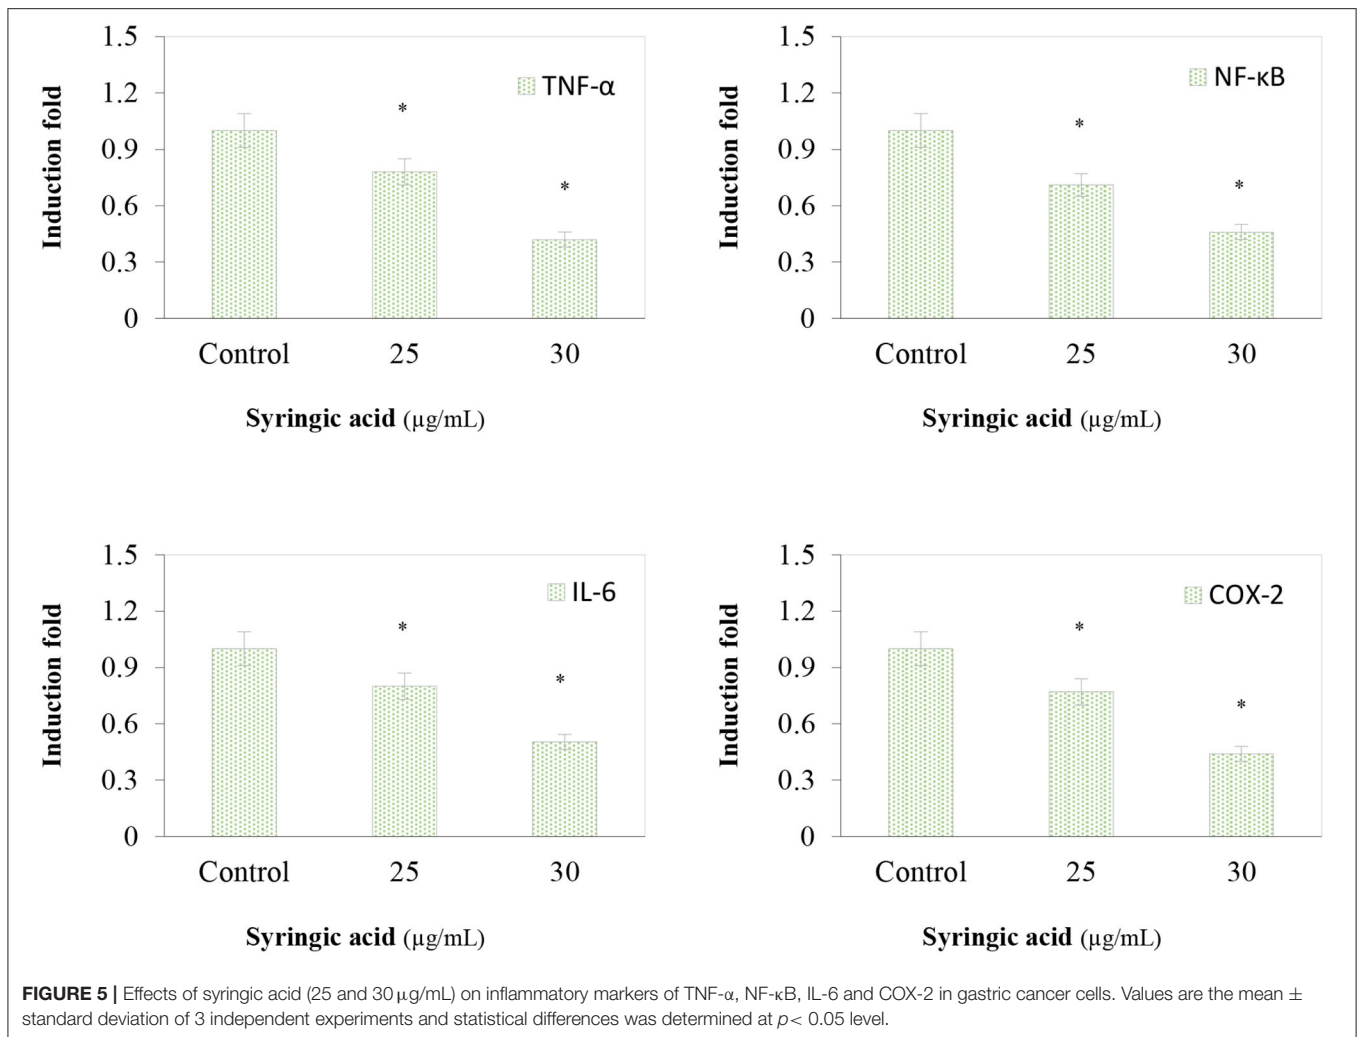 1.5
1.2
0.9
0.6
0.3
0
Induction fold
TNF-α
*
*
Control 25 30
Syringic acid (µg/mL)
1.5
1.2
0.9
0.6
0.3
0
Induction fold
NF-κB
*
*
Control 25 30
Syringic acid (µg/mL)
1.5
1.2
0.9
0.6
0.3
0
Induction fold
IL-6
*
*
Control 25 30
Syringic acid (µg/mL)
1.5
1.2
0.9
0.6
0.3
0
Induction fold
COX-2
*
*
Control 25 30
Syringic acid (µg/mL)
FIGURE 5 | Effects of syringic acid (25 and 30 µg/mL) on inflammatory markers of TNF-α, NF-κB, IL-6 and COX-2 in gastric cancer cells. Values are the mean ±
standard deviation of 3 independent experiments and statistical differences was determined at p< 0.05 level.